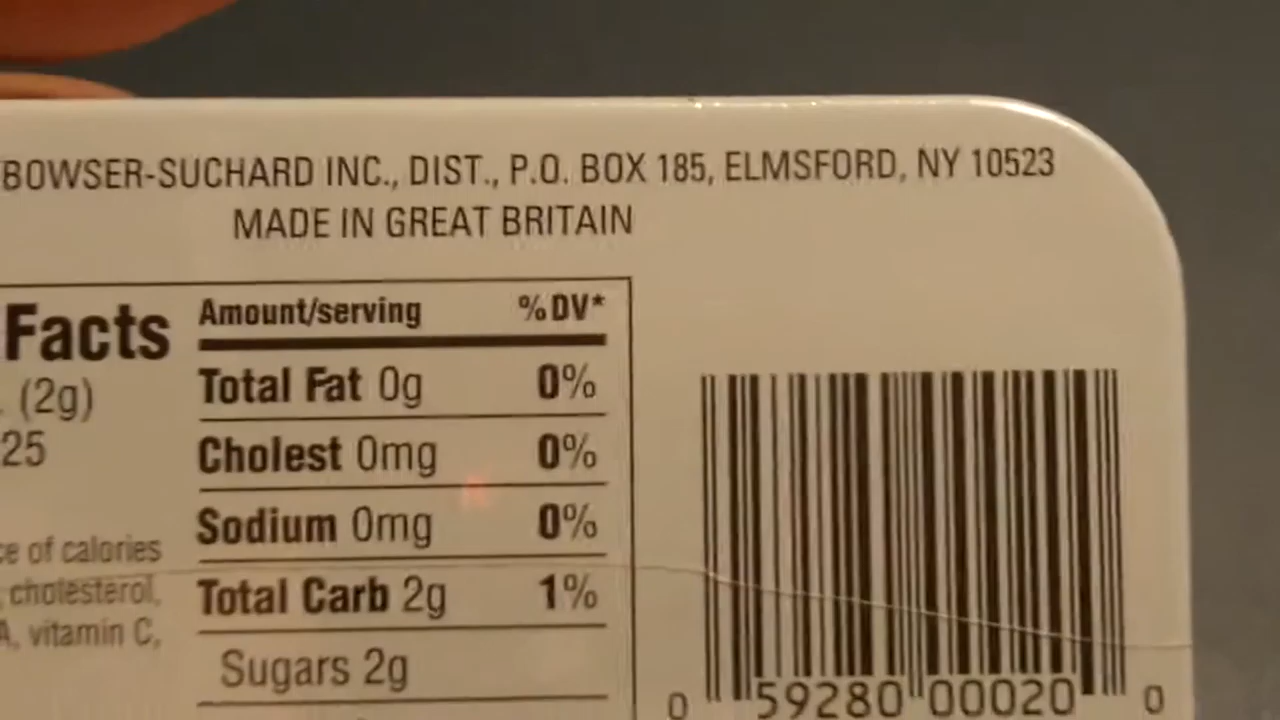 BOWSER-SUCHARD INC., DIST., P.O. BOX 185, ELMSFORD, NY 10523
MADE IN GREAT BRITAIN
Facts
(2g)
25
of calories
cholesterol,
A, vitamin C,
Amount/serving %DV*
Total Fat 0g 0%
Cholest 0mg 0%
Sodium 0mg 0%
Total Carb 2g 1%
Sugars 2g
0 59280 00020 0